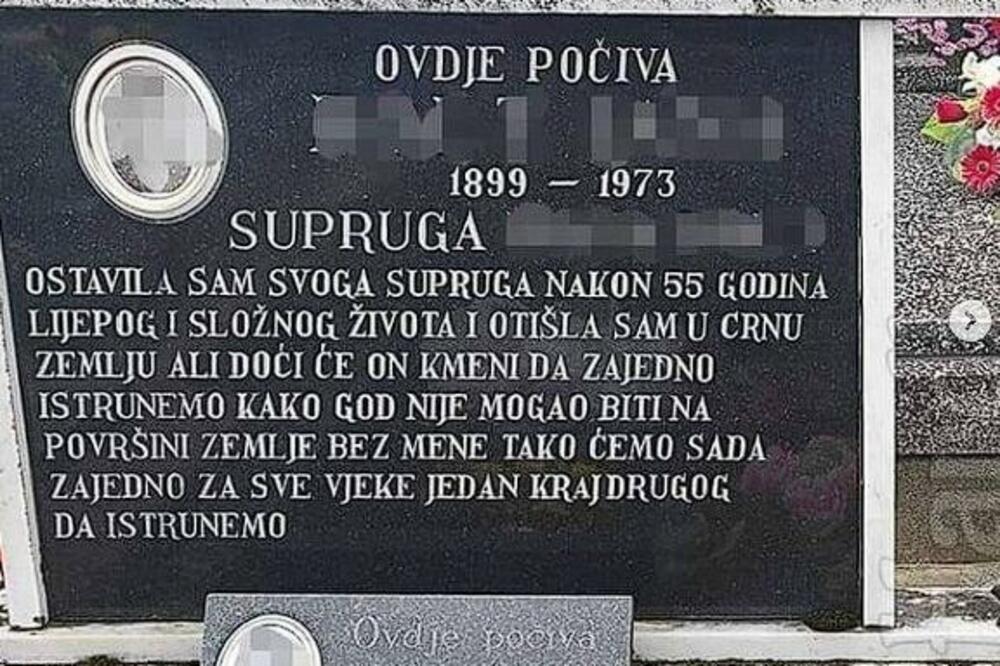 OVDJE POČIVA
1899 – 1973
SUPRUGA
OSTAVILA SAM SVOGA SUPRUGA NAKON 55 GODINA
LIJEPOG I SLOŽNOG ŽIVOTA I OTIŠLA SAM U CRNU
ZEMLJU ALI DOĆI ĆE ON KMENI DA ZAJEDNO
ISTRUNEMO KAKO GOD NIJE MOGAO BITI NA
POVRŠINI ZEMLJE BEZ MENE TAKO ĆEMO SADA
ZAJEDNO ZA SVE VJEKE JEDAN KRAJ DRUGOG
DA ISTRUNEMO
Ovdje počiva